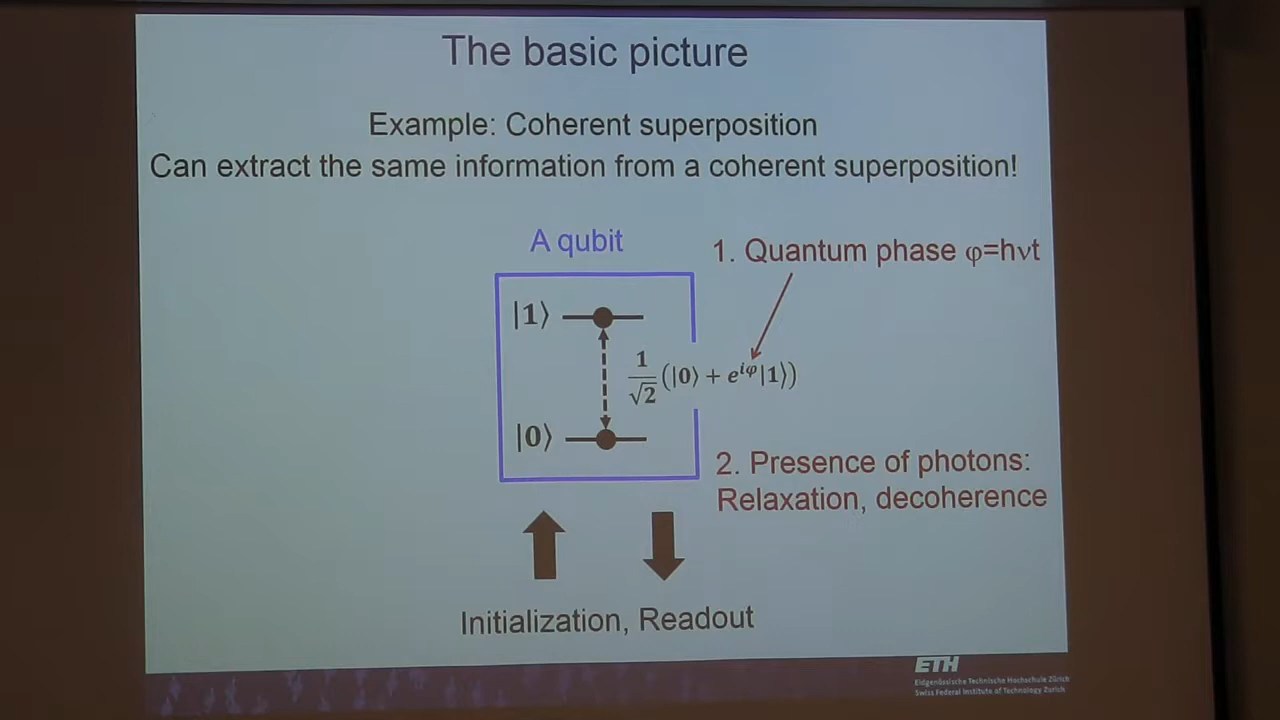 The basic picture
Example: Coherent superposition
Can extract the same information from a coherent superposition!
A qubit
1. Quantum phase φ=hνt
|1⟩
1/√2 (|0⟩ + e^{iφ}|1⟩)
|0⟩
2. Presence of photons:
Relaxation, decoherence
Initialization, Readout
ETH
Eidgenössische Technische Hochschule Zürich
Swiss Federal Institute of Technology Zurich